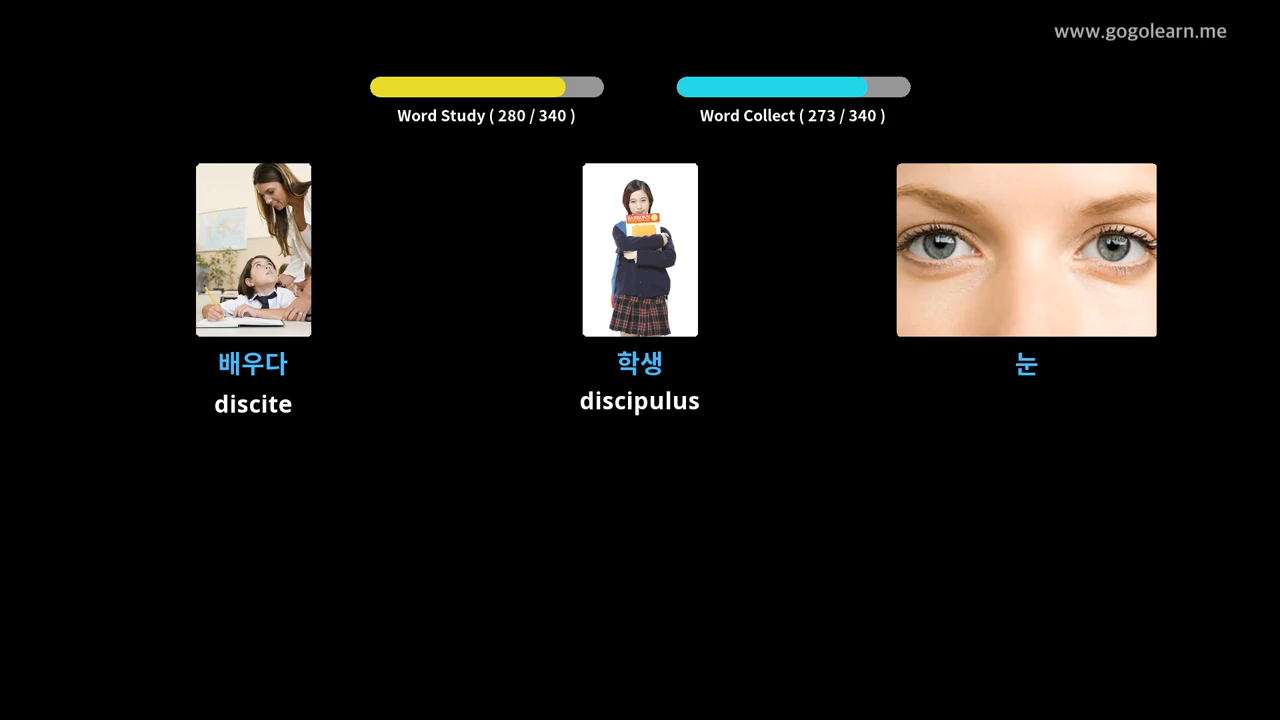 www.gogolearn.me
Word Study ( 280 / 340 )
Word Collect ( 273 / 340 )
배우다
discite
학생
discipulus
눈